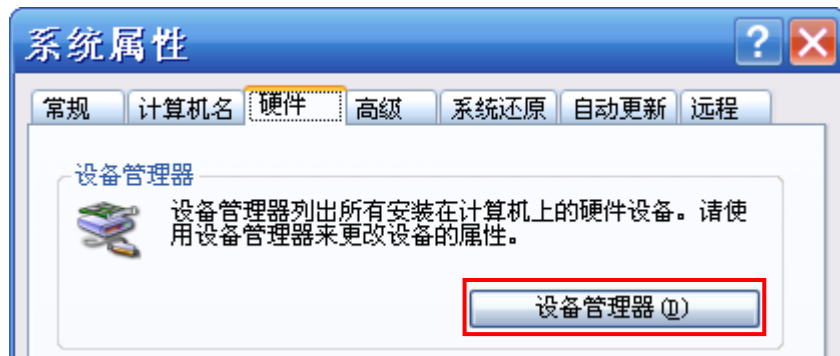 系统属性
常规 计算机名 硬件 高级 系统还原 自动更新 远程
设备管理器
设备管理器列出所有安装在计算机上的硬件设备。请使
用设备管理器来更改设备的属性。
设备管理器(D)